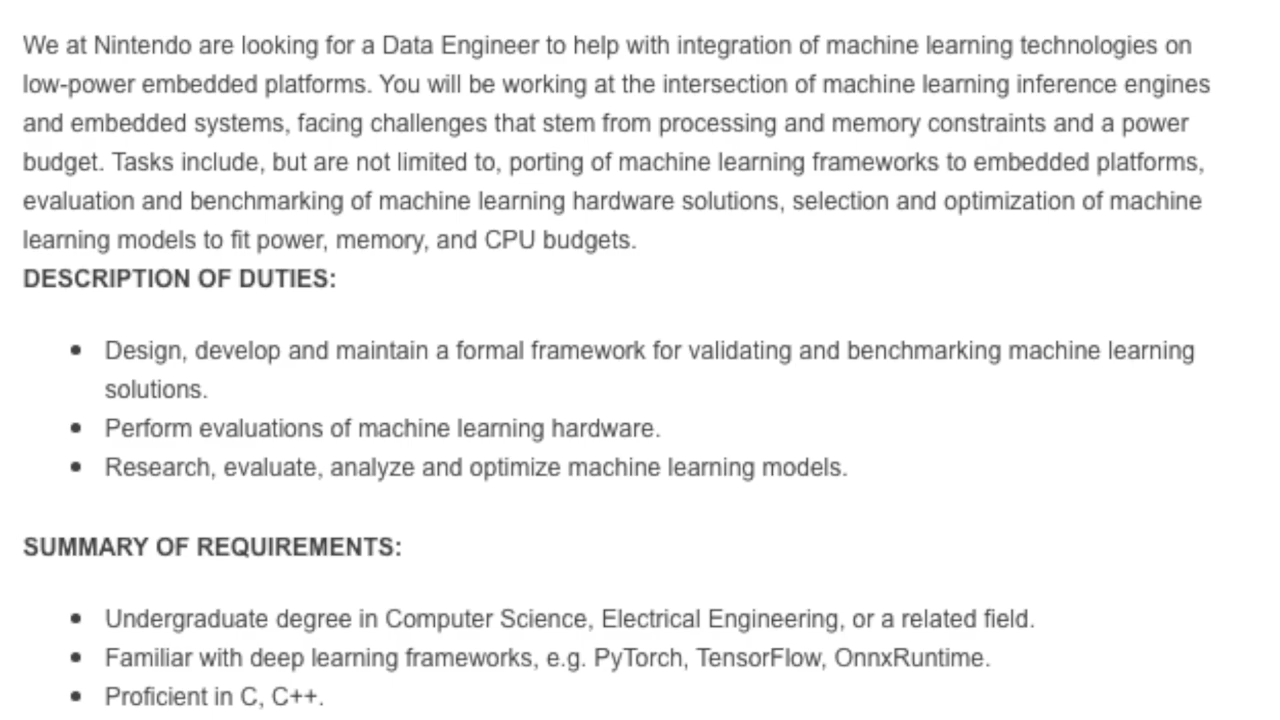 We at Nintendo are looking for a Data Engineer to help with integration of machine learning technologies on
low-power embedded platforms. You will be working at the intersection of machine learning inference engines
and embedded systems, facing challenges that stem from processing and memory constraints and a power
budget. Tasks include, but are not limited to, porting of machine learning frameworks to embedded platforms,
evaluation and benchmarking of machine learning hardware solutions, selection and optimization of machine
learning models to fit power, memory, and CPU budgets.
DESCRIPTION OF DUTIES:
• Design, develop and maintain a formal framework for validating and benchmarking machine learning
solutions.
• Perform evaluations of machine learning hardware.
• Research, evaluate, analyze and optimize machine learning models.
SUMMARY OF REQUIREMENTS:
• Undergraduate degree in Computer Science, Electrical Engineering, or a related field.
• Familiar with deep learning frameworks, e.g. PyTorch, TensorFlow, OnnxRuntime.
• Proficient in C, C++.